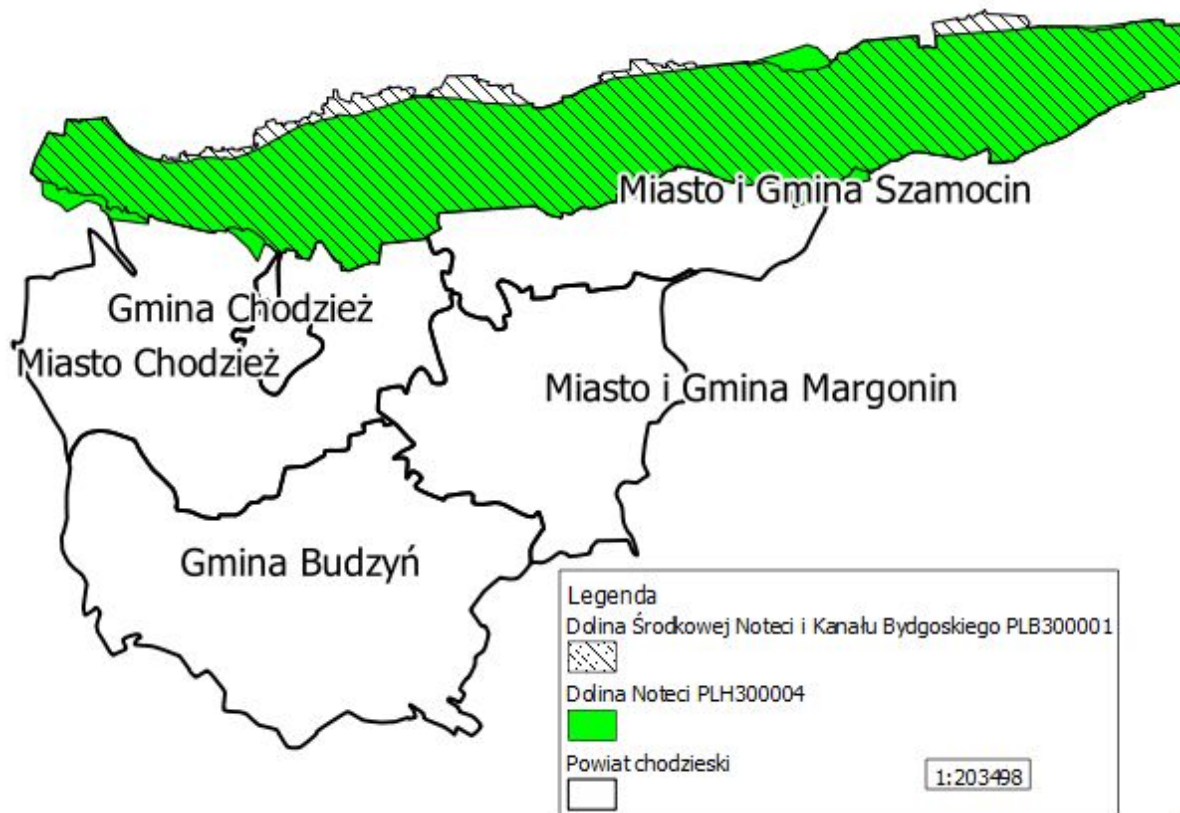 Miasto i Gmina Szamocin
Gmina Chodzież
Miasto Chodzież
Miasto i Gmina Margonin
Gmina Budzyń
Legenda
Dolina Środkowej Noteci i Kanału Bydgoskiego PLB300001
Dolina Noteci PLH300004
Powiat chodzieski
1:203498